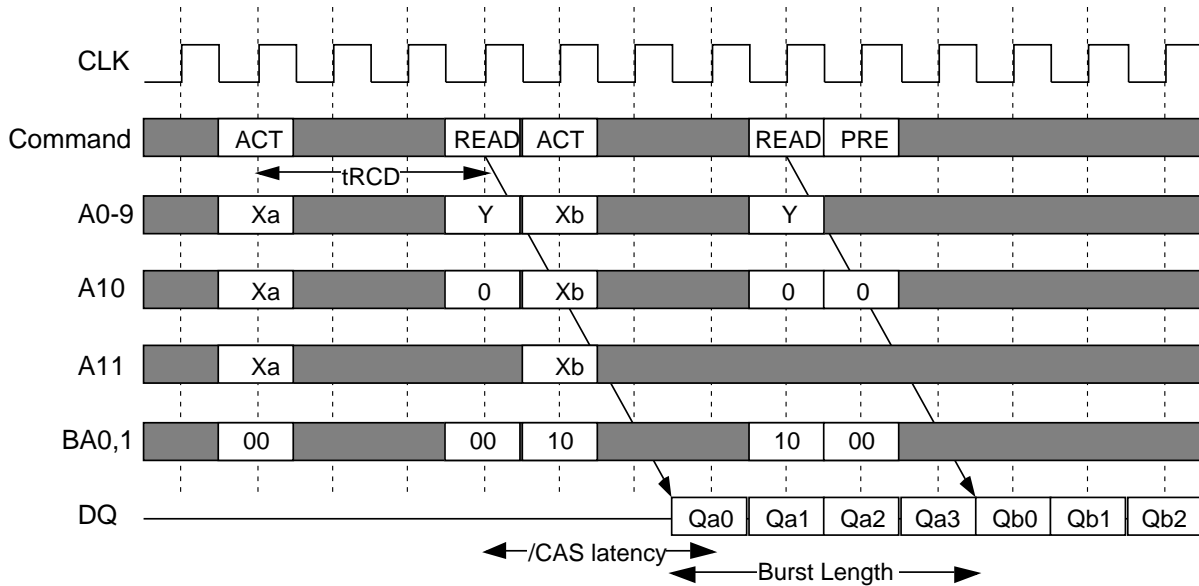 CLK
Command ACT READ ACT READ PRE
tRCD
A0-9 Xa Y Xb Y
A10 Xa 0 Xb 0 0
A11 Xa Xb
BA0,1 00 00 10 10 00
DQ Qa0 Qa1 Qa2 Qa3 Qb0 Qb1 Qb2
/CAS latency
Burst Length